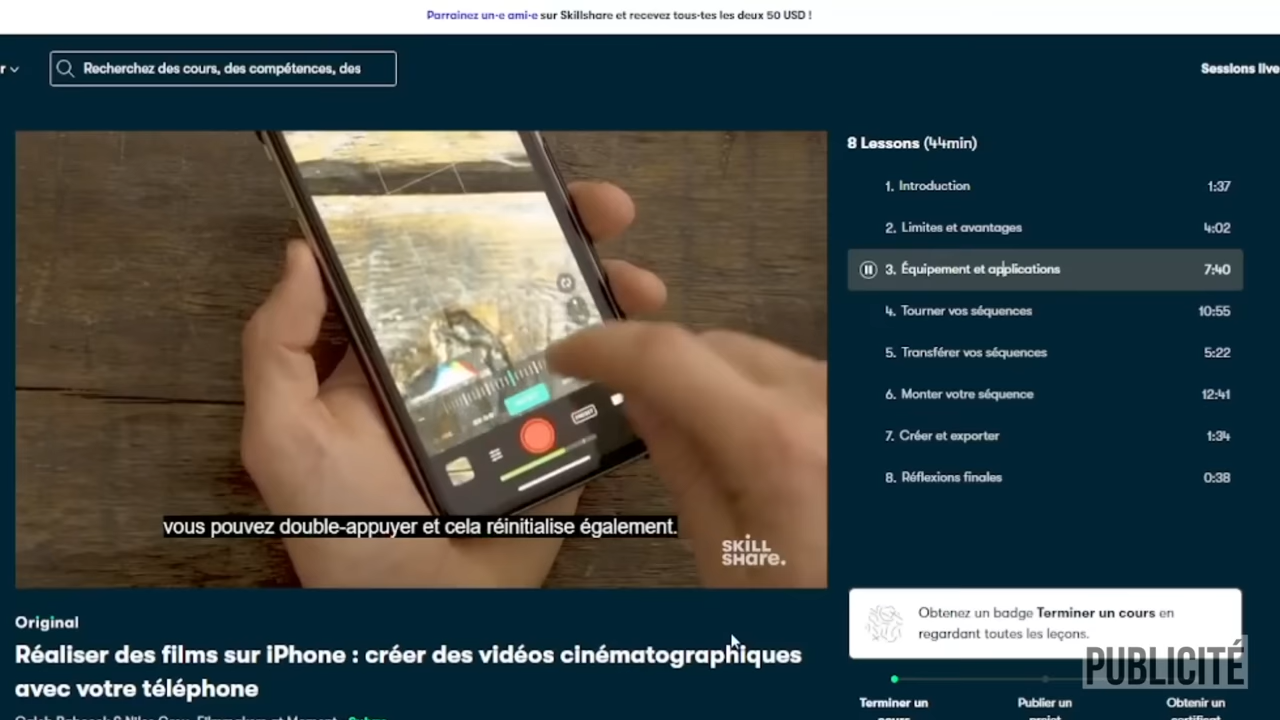 Parrainez un·e ami·e sur Skillshare et recevez tous·tes les deux 50 USD !
r
Recherchez des cours, des compétences, des
Sessions live
8 Lessons (44min)
1. Introduction 1:37
2. Limites et avantages 4:02
3. Équipement et applications 7:40
4. Tourner vos séquences 10:55
5. Transférer vos séquences 5:22
6. Monter votre séquence 12:41
7. Créer et exporter 1:34
8. Réflexions finales 0:38
vous pouvez double-appuyer et cela réinitialise également.
SKILL
SHare.
Obtenez un badge Terminer un cours en
regardant toutes les leçons.
PUBLICITÉ
Original
Réaliser des films sur iPhone : créer des vidéos cinématographiques
avec votre téléphone
Terminer un
Publier un
Obtenir un